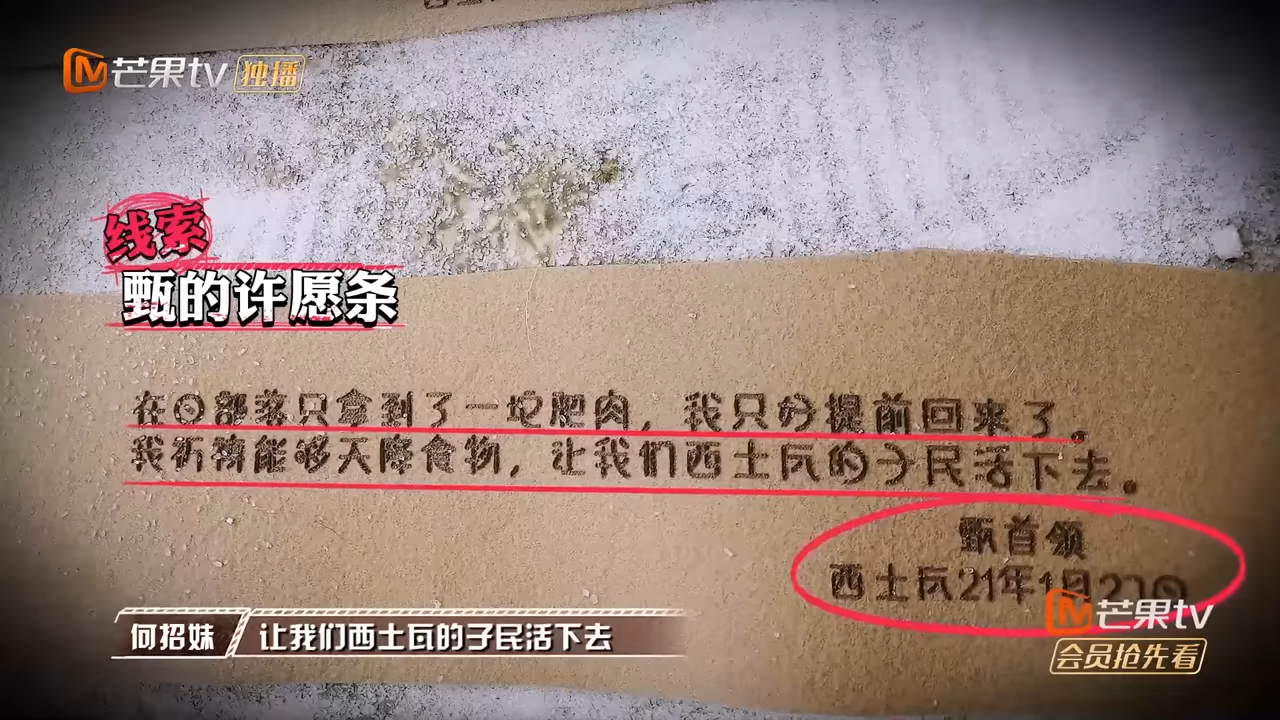 芒果tv 独播
线索
甄的许愿条
在日部落只拿到了一坨肥肉,我只好提前回来了。
我祈祷能够天降食物,让我们西土瓦的子民活下去。
甄首领
西土瓦21年1月
何招妹 让我们西土瓦的子民活下去
芒果tv
会员抢先看